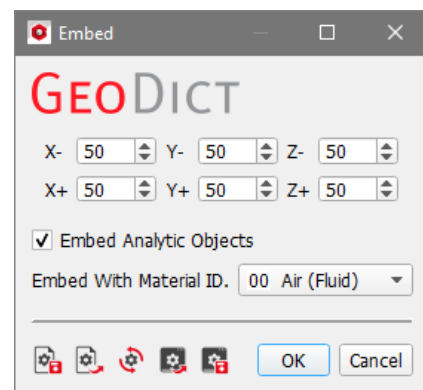 Embed
GEODICT
X- 50 Y- 50 Z- 50
X+ 50 Y+ 50 Z+ 50
Embed Analytic Objects
Embed With Material ID. 00 Air (Fluid)
OK Cancel